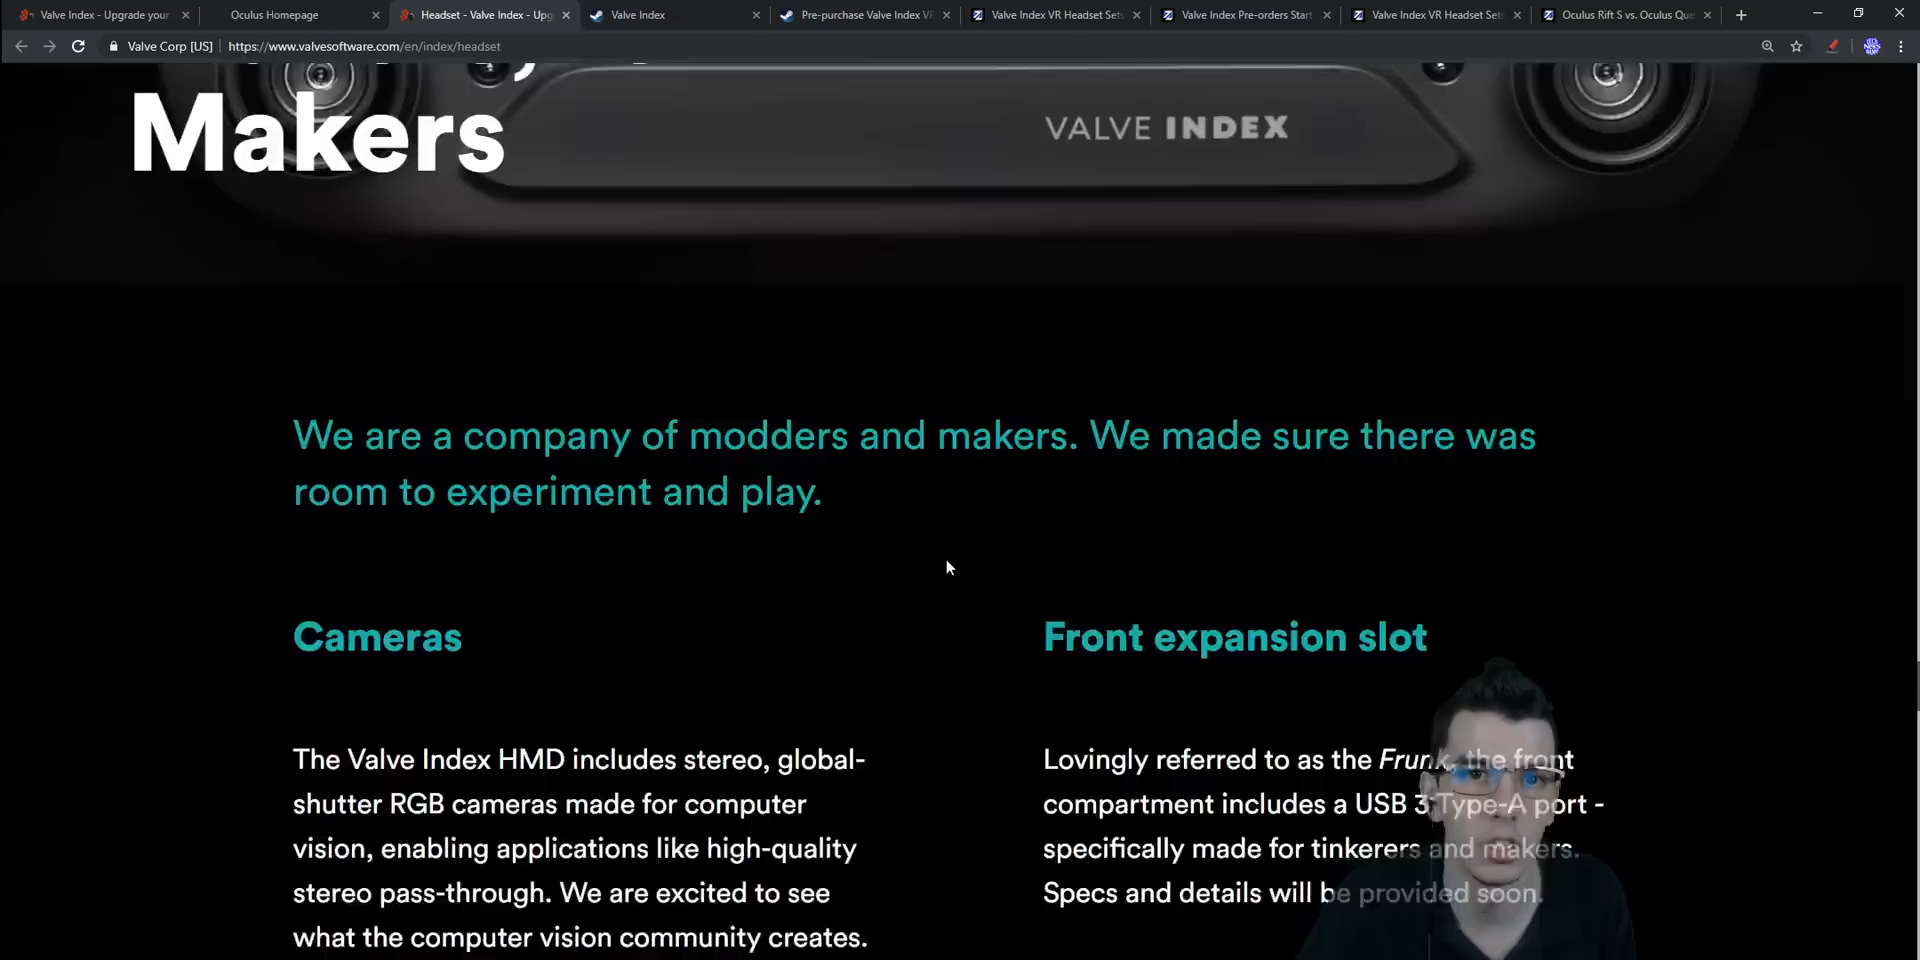 Valve Index - Upgrade your
Oculus Homepage
Headset - Valve Index - Upg
Valve Index
Pre-purchase Valve Index VR
Valve Index VR Headset Sets
Valve Index Pre-orders Start
Valve Index VR Headset Sets
Oculus Rift S vs. Oculus Que
Valve Corp [US]
https://www.valvesoftware.com/en/index/headset
Makers
VALVE INDEX
We are a company of modders and makers. We made sure there was
room to experiment and play.
Cameras
The Valve Index HMD includes stereo, global-
shutter RGB cameras made for computer
vision, enabling applications like high-quality
stereo pass-through. We are excited to see
what the computer vision community creates.
Front expansion slot
Lovingly referred to as the Frunk, the front
compartment includes a USB 3 Type-A port -
specifically made for tinkerers and makers.
Specs and details will be provided soon.